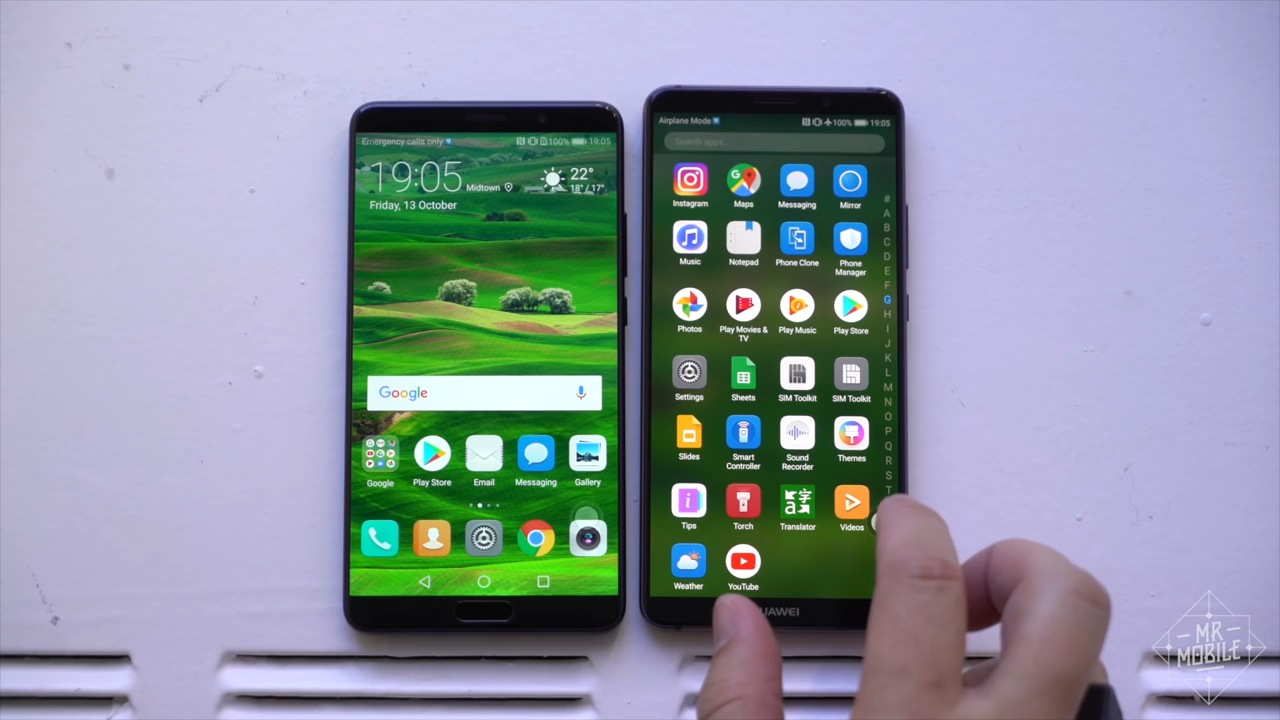 Emergency calls only
100% 19:05
19:05
Midtown
22°
18° / 17°
Friday, 13 October
Google
Google
Play Store
Email
Messaging
Gallery
Airplane Mode
100% 19:05
Search apps...
Instagram
Maps
Messaging
Mirror
Music
Notepad
Phone Clone
Phone
Manager
Photos
Play Movies &
TV
Play Music
Play Store
Settings
Sheets
SIM Toolkit
SIM Toolkit
Slides
Smart
Controller
Sound
Recorder
Themes
Tips
Torch
Translator
Videos
Weather
YouTube
#
A
B
C
D
E
F
G
H
I
J
K
L
M
N
O
P
Q
R
S
T
UAWEI
MR
MOBILE